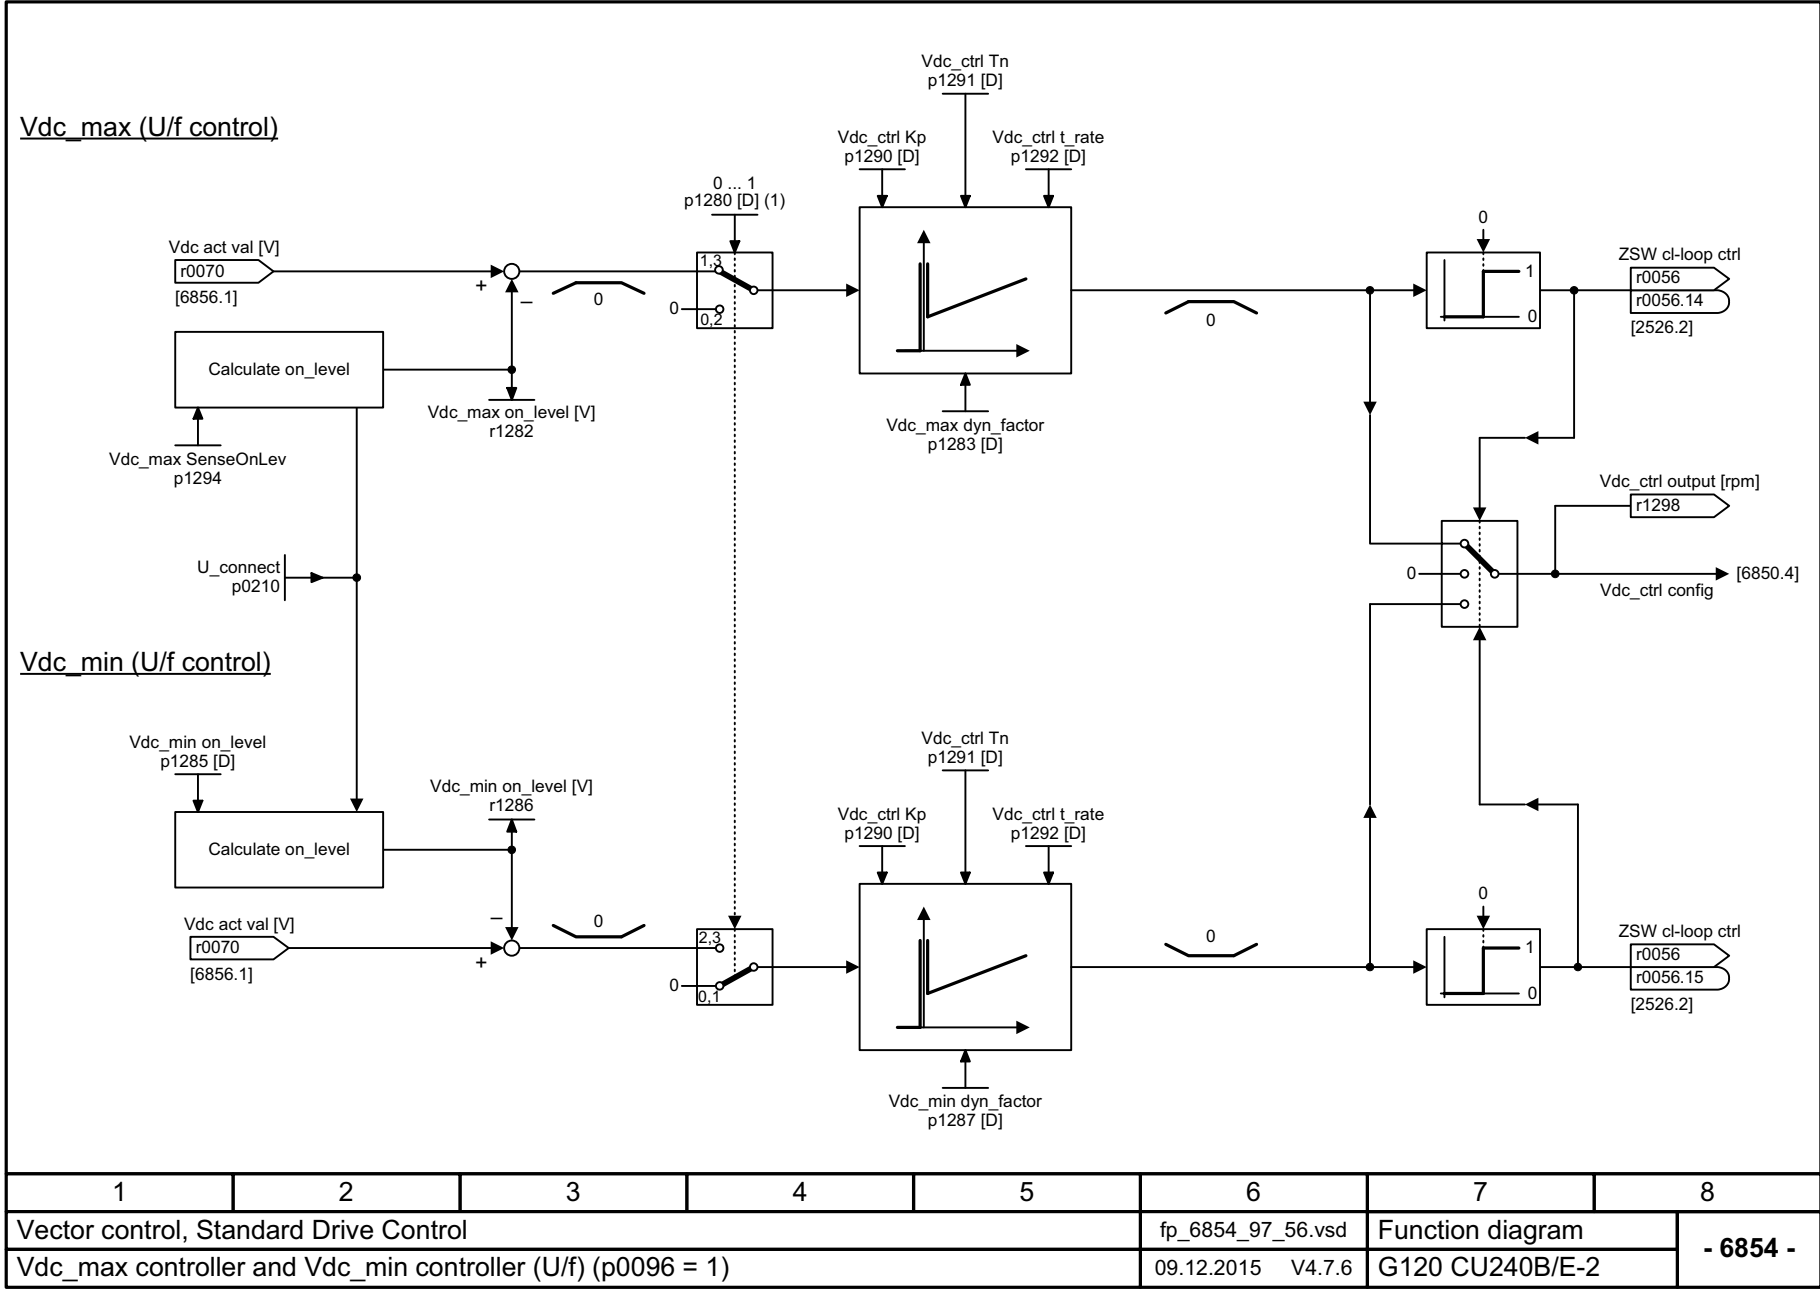 Vdc_max (U/f control)
Vdc_ctrl Tn
p1291 [D]
Vdc_ctrl Kp
p1290 [D]
Vdc_ctrl t_rate
p1292 [D]
0 ... 1
p1280 [D] (1)
Vdc act val [V]
r0070
[6856.1]
+
–
0
1,3
0
0,2
0
0
1
0
ZSW cl-loop ctrl
r0056
r0056.14
[2526.2]
Calculate on_level
Vdc_max on_level [V]
r1282
Vdc_max dyn_factor
p1283 [D]
Vdc_max SenseOnLev
p1294
Vdc_ctrl output [rpm]
r1298
U_connect
p0210
0
[6850.4]
Vdc_ctrl config
Vdc_min (U/f control)
Vdc_min on_level
p1285 [D]
Vdc_min on_level [V]
r1286
Vdc_ctrl Tn
p1291 [D]
Vdc_ctrl Kp
p1290 [D]
Vdc_ctrl t_rate
p1292 [D]
Calculate on_level
Vdc act val [V]
r0070
[6856.1]
–
+
0
2,3
0
0,1
0
0
1
0
ZSW cl-loop ctrl
r0056
r0056.15
[2526.2]
Vdc_min dyn_factor
p1287 [D]
1 2 3 4 5 6 7 8
Vector control, Standard Drive Control
fp_6854_97_56.vsd
Function diagram
- 6854 -
Vdc_max controller and Vdc_min controller (U/f) (p0096 = 1)
09.12.2015 V4.7.6
G120 CU240B/E-2